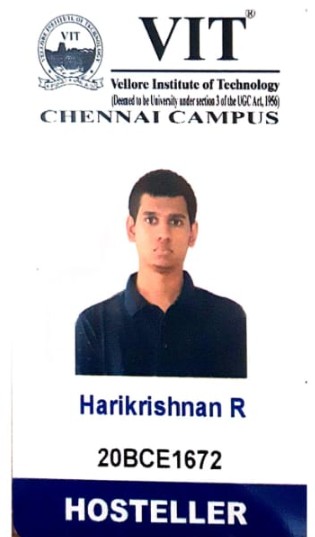 VELLORE INSTITUTE OF TECHNOLOGY
VIT
VIT®
Vellore Institute of Technology
(Deemed to be University under section 3 of the UGC Act, 1956)
CHENNAI CAMPUS
Harikrishnan R
20BCE1672
HOSTELLER